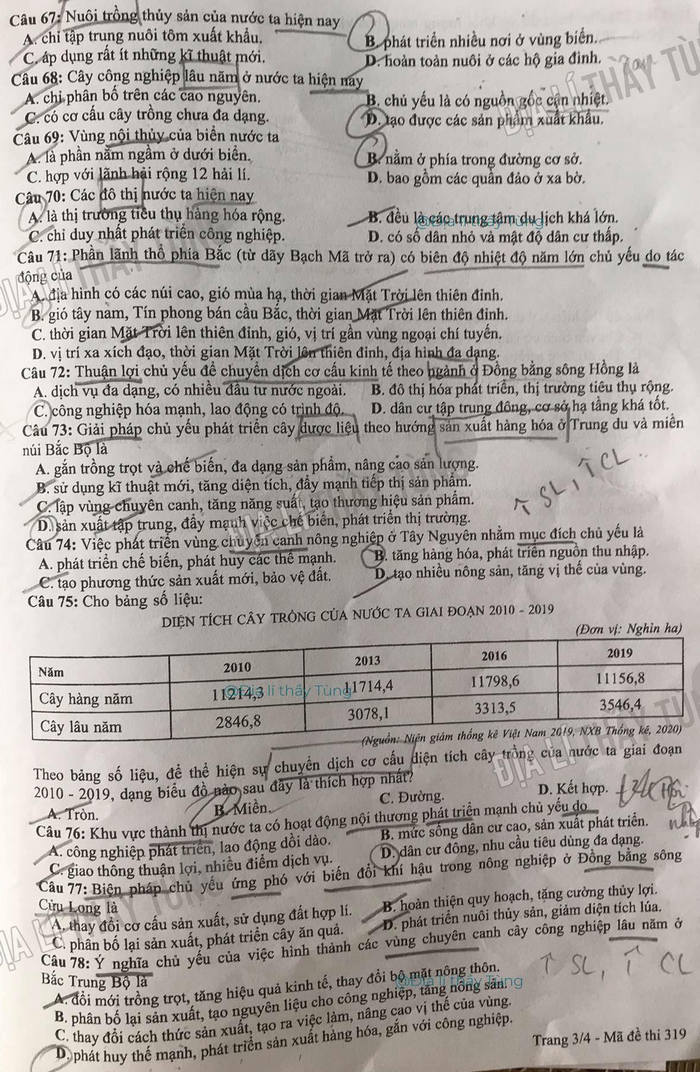 Câu 67: Nuôi trồng thủy sản của nước ta hiện nay
A. chỉ tập trung nuôi tôm xuất khẩu. B. phát triển nhiều nơi ở vùng biển.
C. áp dụng rất ít những kĩ thuật mới. D. hoàn toàn nuôi ở các hộ gia đình.
Câu 68: Cây công nghiệp lâu năm ở nước ta hiện nay
A. chỉ phân bố trên các cao nguyên. B. chủ yếu là có nguồn gốc cận nhiệt.
C. có cơ cấu cây trồng chưa đa dạng. D. tạo được các sản phẩm xuất khẩu.
Câu 69: Vùng nội thủy của biển nước ta
A. là phần nằm ngầm ở dưới biển. B. nằm ở phía trong đường cơ sở.
C. hợp với lãnh hải rộng 12 hải lí. D. bao gồm các quần đảo ở xa bờ.
Câu 70: Các đô thị nước ta hiện nay
A. là thị trường tiêu thụ hàng hóa rộng. B. đều là các trung tâm du lịch khá lớn.
C. chỉ duy nhất phát triển công nghiệp. D. có số dân nhỏ và mật độ dân cư thấp.
Câu 71: Phần lãnh thổ phía Bắc (từ dãy Bạch Mã trở ra) có biên độ nhiệt độ năm lớn chủ yếu do tác
động của
A. địa hình có các núi cao, gió mùa hạ, thời gian Mặt Trời lên thiên đỉnh.
B. gió tây nam, Tín phong bán cầu Bắc, thời gian Mặt Trời lên thiên đỉnh.
C. thời gian Mặt Trời lên thiên đỉnh, gió, vị trí gần vùng ngoại chí tuyến.
D. vị trí xa xích đạo, thời gian Mặt Trời lên thiên đỉnh, địa hình đa dạng.
Câu 72: Thuận lợi chủ yếu để chuyển dịch cơ cấu kinh tế theo ngành ở Đồng bằng sông Hồng là
A. dịch vụ đa dạng, có nhiều đầu tư nước ngoài. B. đô thị hóa phát triển, thị trường tiêu thụ rộng.
C. công nghiệp hóa mạnh, lao động có trình độ. D. dân cư tập trung đông, cơ sở hạ tầng khá tốt.
Câu 73: Giải pháp chủ yếu phát triển cây dược liệu theo hướng sản xuất hàng hóa ở Trung du và miền
núi Bắc Bộ là
A. gắn trồng trọt và chế biến, đa dạng sản phẩm, nâng cao sản lượng.
B. sử dụng kĩ thuật mới, tăng diện tích, đẩy mạnh tiếp thị sản phẩm.
C. lập vùng chuyên canh, tăng năng suất, tạo thương hiệu sản phẩm.
D. sản xuất tập trung, đẩy mạnh việc chế biến, phát triển thị trường.
↑ SL, ↑ CL
Câu 74: Việc phát triển vùng chuyên canh nông nghiệp ở Tây Nguyên nhằm mục đích chủ yếu là
A. phát triển chế biến, phát huy các thế mạnh. B. tăng hàng hóa, phát triển nguồn thu nhập.
C. tạo phương thức sản xuất mới, bảo vệ đất. D. tạo nhiều nông sản, tăng vị thế của vùng.
Câu 75: Cho bảng số liệu:
DIỆN TÍCH CÂY TRỒNG CỦA NƯỚC TA GIAI ĐOẠN 2010 - 2019
(Đơn vị: Nghìn ha)
Năm 2010 2013 2016 2019
Cây hàng năm 11214,3 11714,4 11798,6 11156,8
Cây lâu năm 2846,8 3078,1 3313,5 3546,4
(Nguồn: Niên giám thống kê Việt Nam 2019, NXB Thống kê, 2020)
Theo bảng số liệu, để thể hiện sự chuyển dịch cơ cấu diện tích cây trồng của nước ta giai đoạn
2010 - 2019, dạng biểu đồ nào sau đây là thích hợp nhất?
A. Tròn. B. Miền. C. Đường. D. Kết hợp.
Câu 76: Khu vực thành thị nước ta có hoạt động nội thương phát triển mạnh chủ yếu do
A. công nghiệp phát triển, lao động dồi dào. B. mức sống dân cư cao, sản xuất phát triển.
C. giao thông thuận lợi, nhiều điểm dịch vụ. D. dân cư đông, nhu cầu tiêu dùng đa dạng.
Câu 77: Biện pháp chủ yếu ứng phó với biến đổi khí hậu trong nông nghiệp ở Đồng bằng sông
Cửu Long là
A. thay đổi cơ cấu sản xuất, sử dụng đất hợp lí. B. hoàn thiện quy hoạch, tăng cường thủy lợi.
C. phân bố lại sản xuất, phát triển cây ăn quả. D. phát triển nuôi thủy sản, giảm diện tích lúa.
Câu 78: Ý nghĩa chủ yếu của việc hình thành các vùng chuyên canh cây công nghiệp lâu năm ở
Bắc Trung Bộ là
↑ SL, ↑ CL
A. đổi mới trồng trọt, tăng hiệu quả kinh tế, thay đổi bộ mặt nông thôn.
B. phân bố lại sản xuất, tạo nguyên liệu cho công nghiệp, tăng nông sản.
C. thay đổi cách thức sản xuất, tạo ra việc làm, nâng cao vị thế của vùng.
D. phát huy thế mạnh, phát triển sản xuất hàng hóa, gắn với công nghiệp.
Trang 3/4 - Mã đề thi 319
@Địa lí thầy Tùng
@Địa lí thầy Tùng
@Địa lí thầy Tùng
ĐỊA LÍ THẦY TÙNG